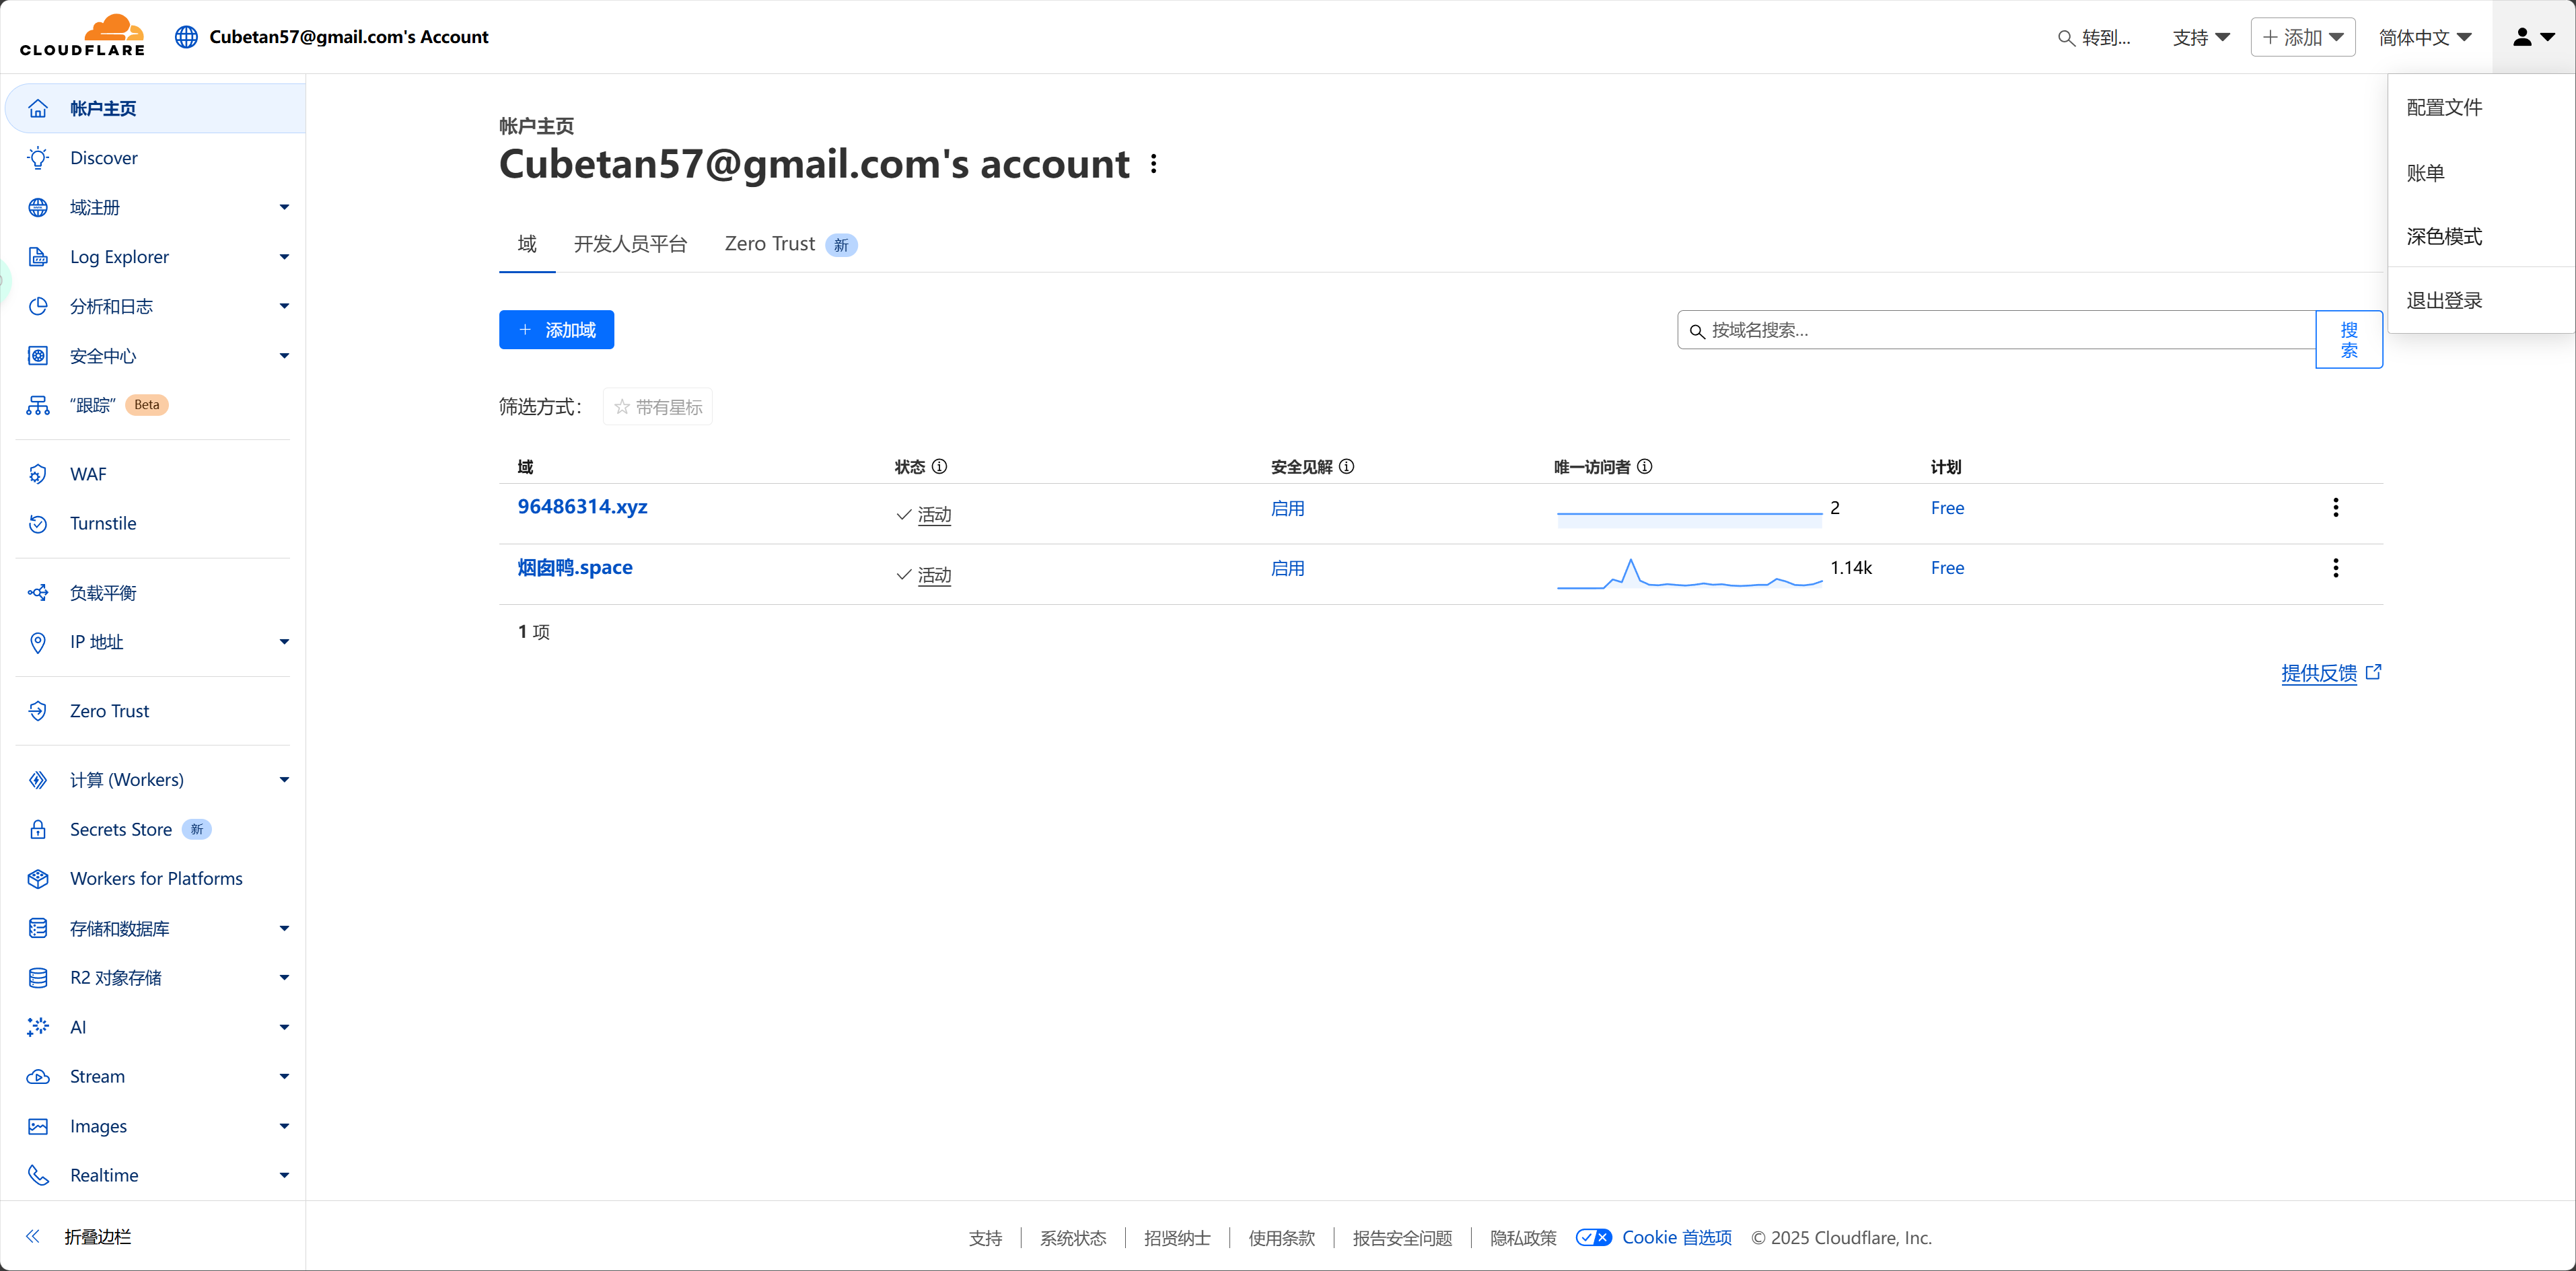 CLOUDFLARE
Cubetan57@gmail.com's Account
转到...
支持
添加
简体中文
配置文件
账单
深色模式
退出登录
帐户主页
Discover
域注册
Log Explorer
分析和日志
安全中心
“跟踪” Beta
WAF
Turnstile
负载平衡
IP 地址
Zero Trust
计算 (Workers)
Secrets Store 新
Workers for Platforms
存储和数据库
R2 对象存储
AI
Stream
Images
Realtime
折叠边栏
帐户主页
Cubetan57@gmail.com's account
域 开发人员平台 Zero Trust 新
添加域
按域名搜索...
搜索
筛选方式: 带有星标
域 状态 安全见解 唯一访问者 计划
96486314.xyz 活动 启用 2 Free
烟囱鸭.space 活动 启用 1.14k Free
1 项
提供反馈
支持 系统状态 招贤纳士 使用条款 报告安全问题 隐私政策 Cookie 首选项 © 2025 Cloudflare, Inc.